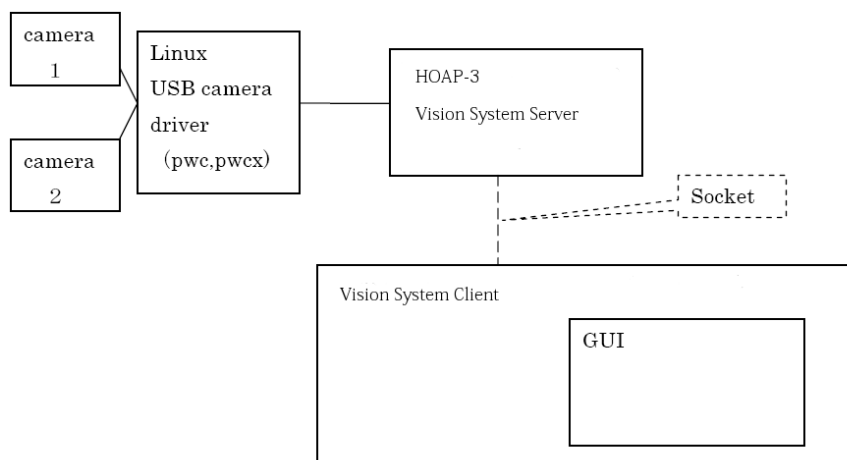 camera
1
camera
2
Linux
USB camera
driver
(pwc,pwcx)
HOAP-3
Vision System Server
Socket
Vision System Client
GUI